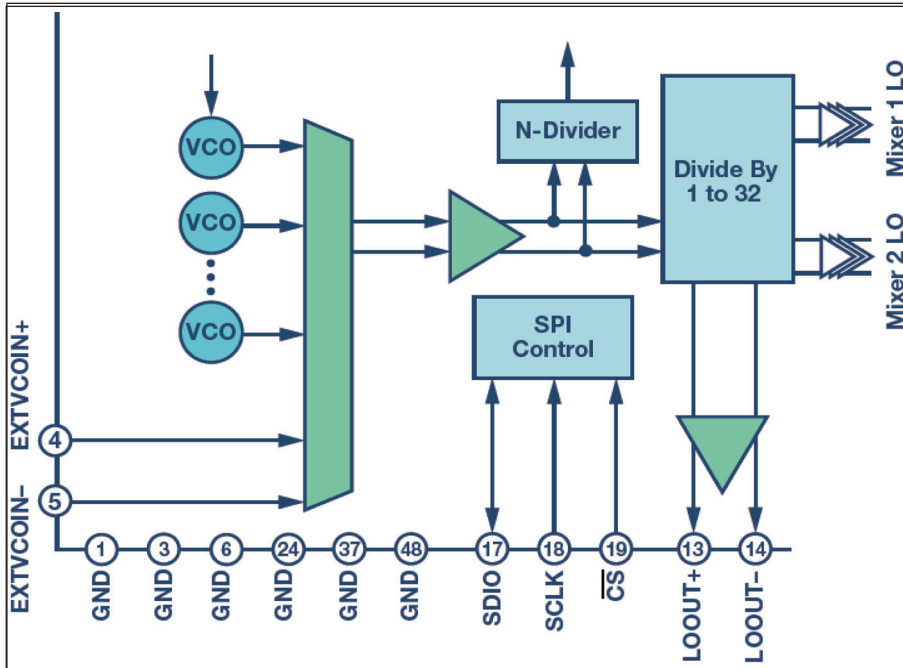 VCO
VCO
VCO
N-Divider
Divide By
1 to 32
Mixer 1 LO
Mixer 2 LO
SPI
Control
EXTVCOIN+
4
EXTVCOIN–
5
1
3
6
24
37
48
17
18
19
13
14
GND
GND
GND
GND
GND
GND
SDIO
SCLK
CS
LOOUT+
LOOUT–